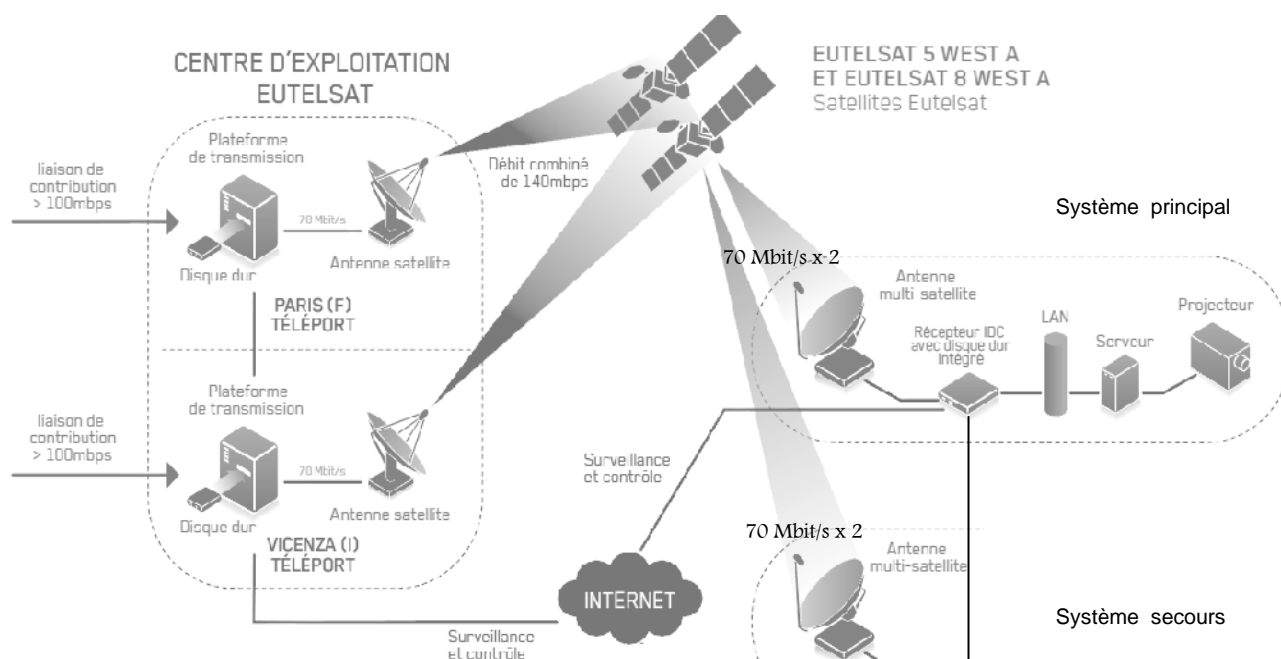 CENTRE D'EXPLOITATION
EUTELSAT
EUTELSAT 5 WEST A
ET EUTELSAT 8 WEST A
Satellites Eutelsat
Plateforme
de transmission
liaison de
contribution
> 100mbps
70 Mbit/s
Disque dur
Antenne satellite
Débit combiné
de 140mbps
PARIS (F)
TÉLÉPORT
Système principal
70 Mbit/s x 2
Antenne
multi satellite
Récepteur IDC
avec disque dur
Intégré
LAN
Serveur
Projecteur
Plateforme
de transmission
liaison de
contribution
> 100mbps
70 Mbit/s
Disque dur
Antenne satellite
VICENZA (I)
TÉLÉPORT
Surveillance
et contrôle
70 Mbit/s x 2
Antenne
multi-satellite
INTERNET
Système secours
Surveillance
et contrôle